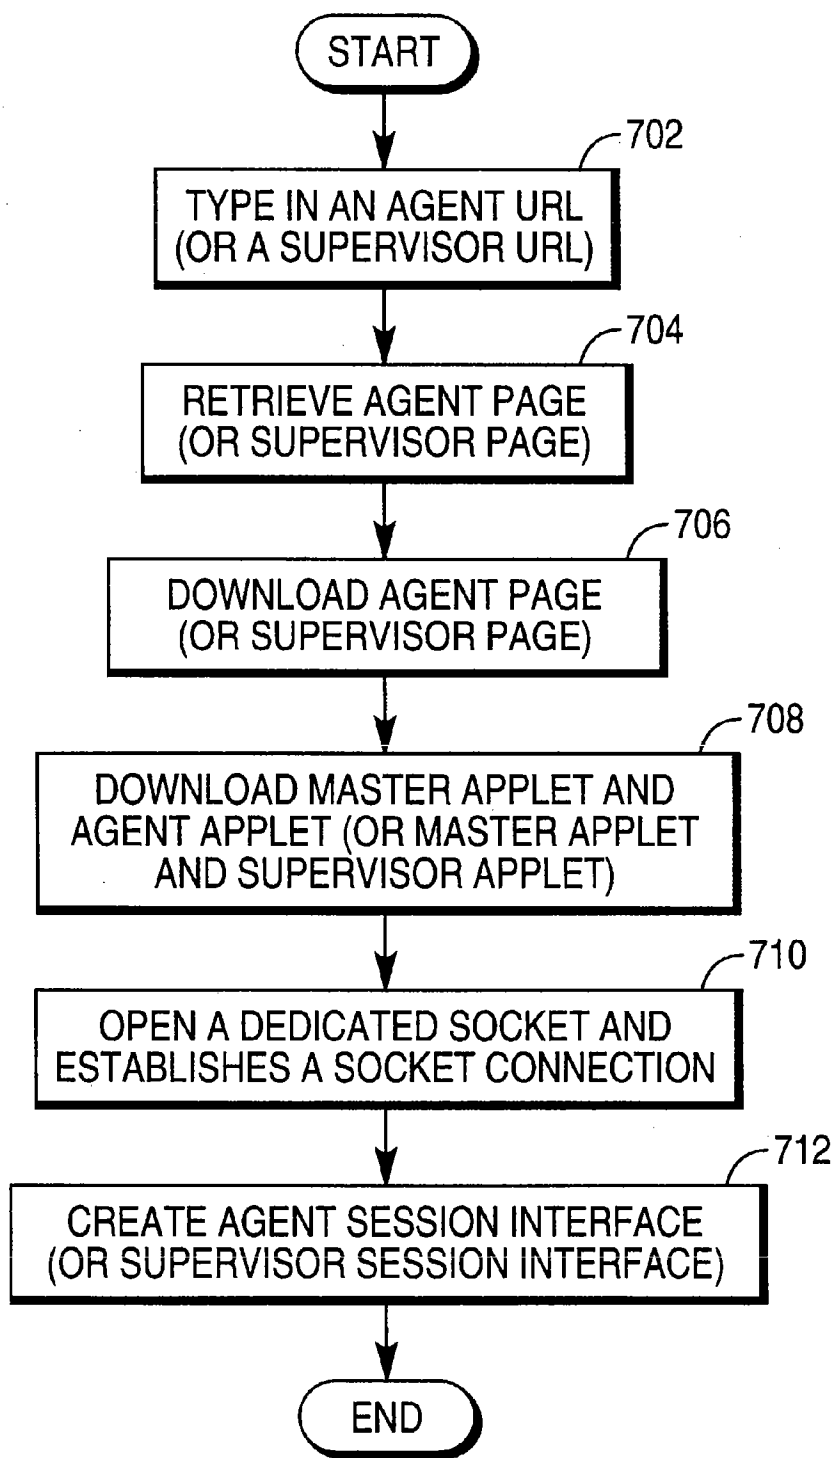 START
702
TYPE IN AN AGENT URL
(OR A SUPERVISOR URL)
704
RETRIEVE AGENT PAGE
(OR SUPERVISOR PAGE)
706
DOWNLOAD AGENT PAGE
(OR SUPERVISOR PAGE)
708
DOWNLOAD MASTER APPLET AND
AGENT APPLET (OR MASTER APPLET
AND SUPERVISOR APPLET)
710
OPEN A DEDICATED SOCKET AND
ESTABLISHES A SOCKET CONNECTION
712
CREATE AGENT SESSION INTERFACE
(OR SUPERVISOR SESSION INTERFACE)
END